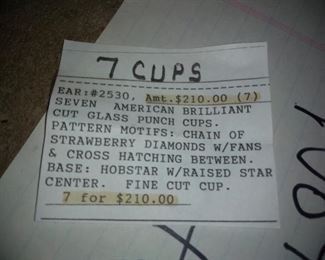 7 CUPS
EAR:#2530, Amt.$210.00 (7)
SEVEN AMERICAN BRILLIANT
CUT GLASS PUNCH CUPS.
PATTERN MOTIFS: CHAIN OF
STRAWBERRY DIAMONDS W/FANS
& CROSS HATCHING BETWEEN.
BASE: HOBSTAR W/RAISED STAR
CENTER. FINE CUT CUP.
7 for $210.00